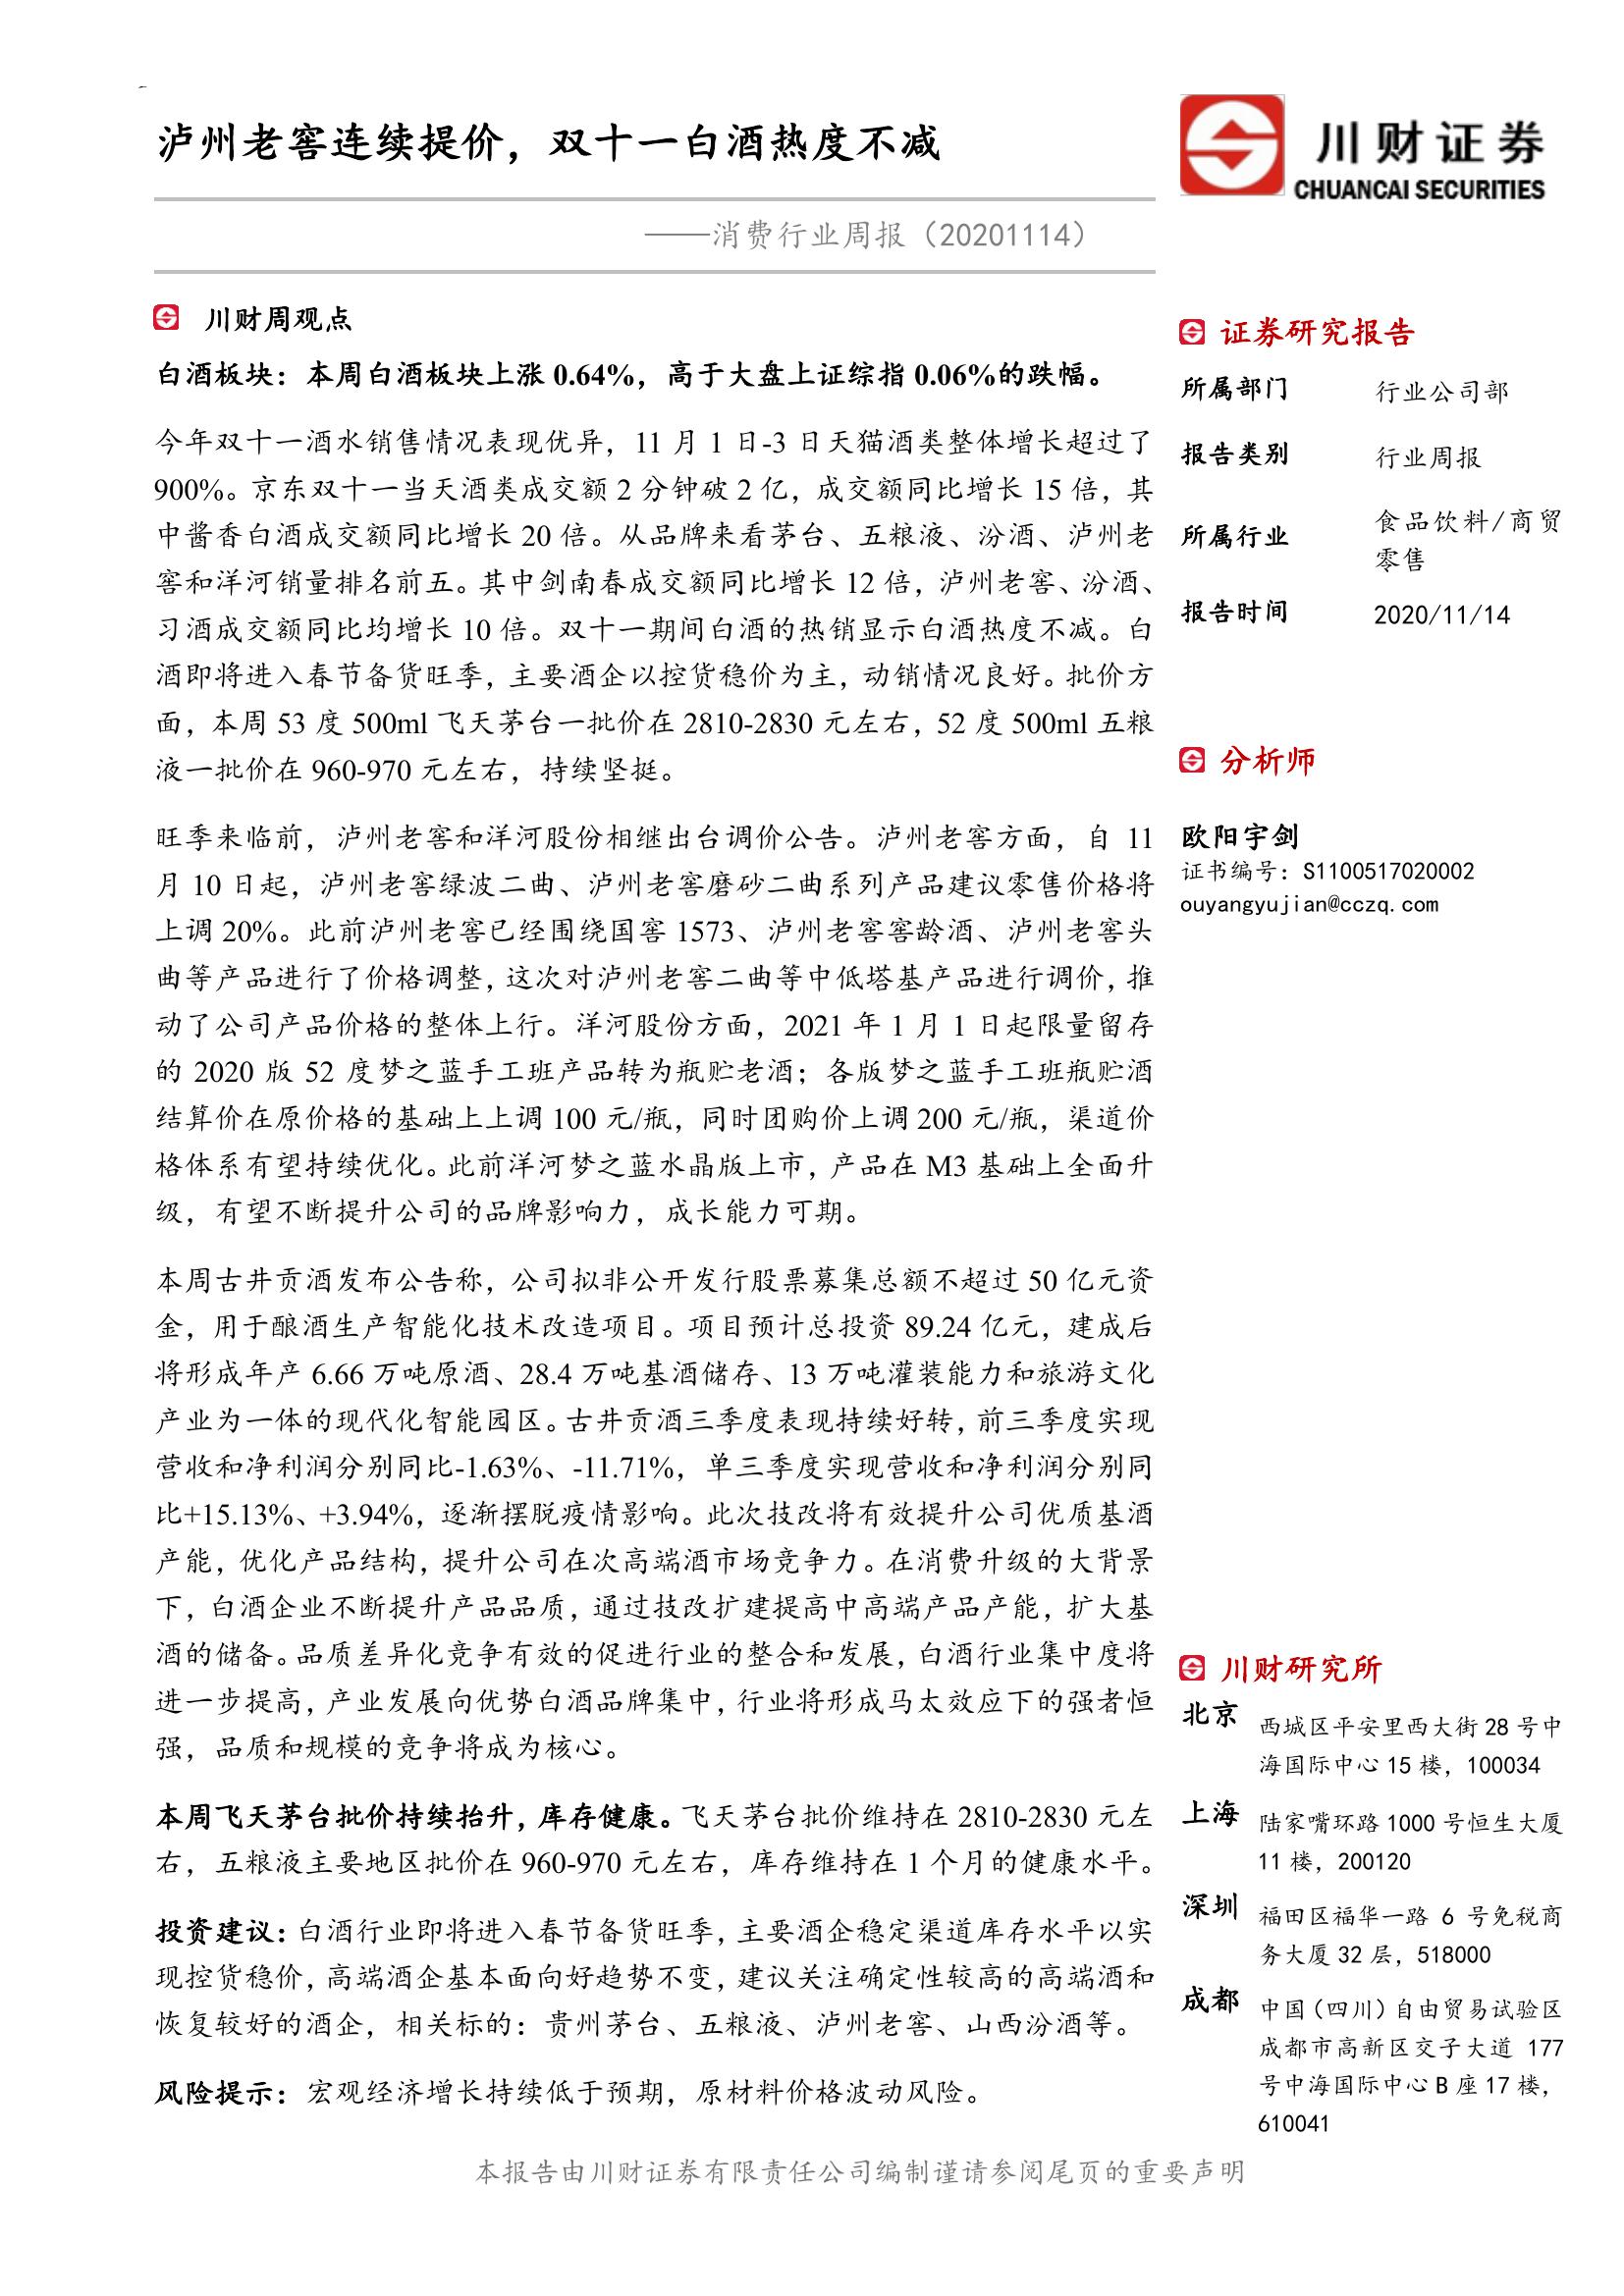 泸州老窖连续提价，双十一白酒热度不减
川财证券
CHUANCAI SECURITIES
——消费行业周报（20201114）
川财周观点
白酒板块：本周白酒板块上涨 0.64%，高于大盘上证综指 0.06%的跌幅。
今年双十一酒水销售情况表现优异，11 月 1 日-3 日天猫酒类整体增长超过了
900%。京东双十一当天酒类成交额 2 分钟破 2 亿，成交额同比增长 15 倍，其
中酱香白酒成交额同比增长 20 倍。从品牌来看茅台、五粮液、汾酒、泸州老
窖和洋河销量排名前五。其中剑南春成交额同比增长 12 倍，泸州老窖、汾酒、
习酒成交额同比均增长 10 倍。双十一期间白酒的热销显示白酒热度不减。白
酒即将进入春节备货旺季，主要酒企以控货稳价为主，动销情况良好。批价方
面，本周 53 度 500ml 飞天茅台一批价在 2810-2830 元左右，52 度 500ml 五粮
液一批价在 960-970 元左右，持续坚挺。
旺季来临前，泸州老窖和洋河股份相继出台调价公告。泸州老窖方面，自 11
月 10 日起，泸州老窖绿波二曲、泸州老窖磨砂二曲系列产品建议零售价格将
上调 20%。此前泸州老窖已经围绕国窖 1573、泸州老窖窖龄酒、泸州老窖头
曲等产品进行了价格调整，这次对泸州老窖二曲等中低塔基产品进行调价，推
动了公司产品价格的整体上行。洋河股份方面，2021 年 1 月 1 日起限量留存
的 2020 版 52 度梦之蓝手工班产品转为瓶贮老酒；各版梦之蓝手工班瓶贮酒
结算价在原价格的基础上上调 100 元/瓶，同时团购价上调 200 元/瓶，渠道价
格体系有望持续优化。此前洋河梦之蓝水晶版上市，产品在 M3 基础上全面升
级，有望不断提升公司的品牌影响力，成长能力可期。
本周古井贡酒发布公告称，公司拟非公开发行股票募集总额不超过 50 亿元资
金，用于酿酒生产智能化技术改造项目。项目预计总投资 89.24 亿元，建成后
将形成年产 6.66 万吨原酒、28.4 万吨基酒储存、13 万吨灌装能力和旅游文化
产业为一体的现代化智能园区。古井贡酒三季度表现持续好转，前三季度实现
营收和净利润分别同比-1.63%、-11.71%，单三季度实现营收和净利润分别同
比+15.13%、+3.94%，逐渐摆脱疫情影响。此次技改将有效提升公司优质基酒
产能，优化产品结构，提升公司在次高端酒市场竞争力。在消费升级的大背景
下，白酒企业不断提升产品品质，通过技改扩建提高中高端产品产能，扩大基
酒的储备。品质差异化竞争有效的促进行业的整合和发展，白酒行业集中度将
进一步提高，产业发展向优势白酒品牌集中，行业将形成马太效应下的强者恒
强，品质和规模的竞争将成为核心。
本周飞天茅台批价持续抬升，库存健康。飞天茅台批价维持在 2810-2830 元左
右，五粮液主要地区批价在 960-970 元左右，库存维持在 1 个月的健康水平。
投资建议：白酒行业即将进入春节备货旺季，主要酒企稳定渠道库存水平以实
现控货稳价，高端酒企基本面向好趋势不变，建议关注确定性较高的高端酒和
恢复较好的酒企，相关标的：贵州茅台、五粮液、泸州老窖、山西汾酒等。
风险提示：宏观经济增长持续低于预期，原材料价格波动风险。
证券研究报告
所属部门 行业公司部
报告类别 行业周报
所属行业 食品饮料/商贸
零售
报告时间 2020/11/14
分析师
欧阳宇剑
证书编号：S1100517020002
ouyangyujian@cczq.com
川财研究所
北京 西城区平安里西大街 28 号中
海国际中心 15 楼，100034
上海 陆家嘴环路 1000 号恒生大厦
11 楼，200120
深圳 福田区福华一路 6 号免税商
务大厦 32 层，518000
成都 中国（四川）自由贸易试验区
成都市高新区交子大道 177
号中海国际中心 B 座 17 楼，
610041
本报告由川财证券有限责任公司编制谨请参阅尾页的重要声明